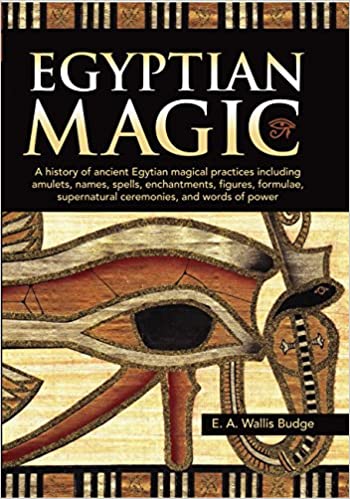 EGYPTIAN
MAGIC
A history of ancient Egytian magical practices including
amulets, names, spells, enchantments, figures, formulae,
supernatural ceremonies, and words of power
E. A. Wallis Budge